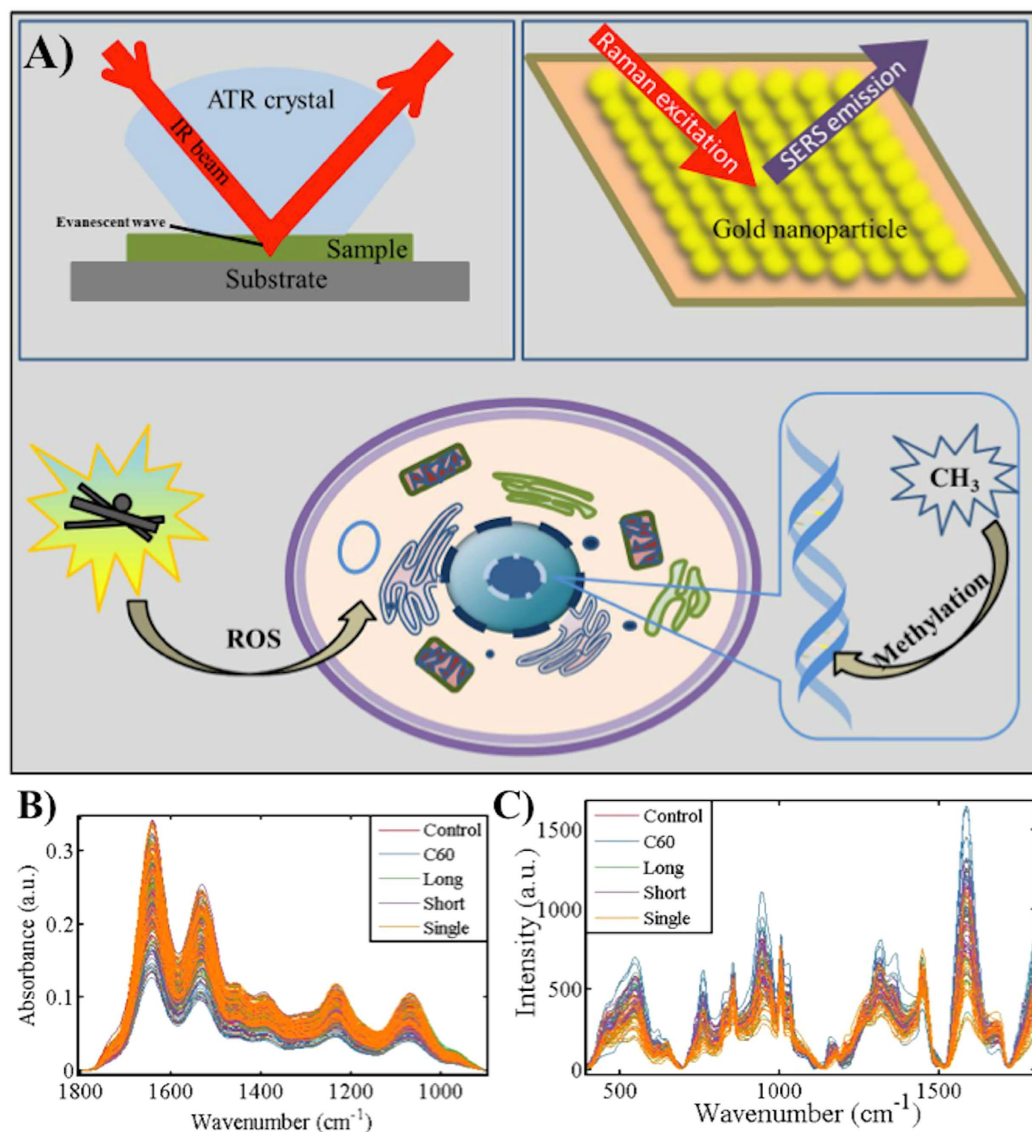 A)
IR beam
ATR crystal
Evanescent wave
Sample
Substrate
Raman excitation
SERS emission
Gold nanoparticle
ROS
CH3
Methylation
B)
0.3
0.2
0.1
0
Absorbance (a.u.)
Control
C60
Long
Short
Single
1800
1600
1400
1200
1000
Wavenumber (cm-1)
C)
1500
1000
500
0
Intensity (a.u.)
Control
C60
Long
Short
Single
500
1000
1500
Wavenumber (cm-1)